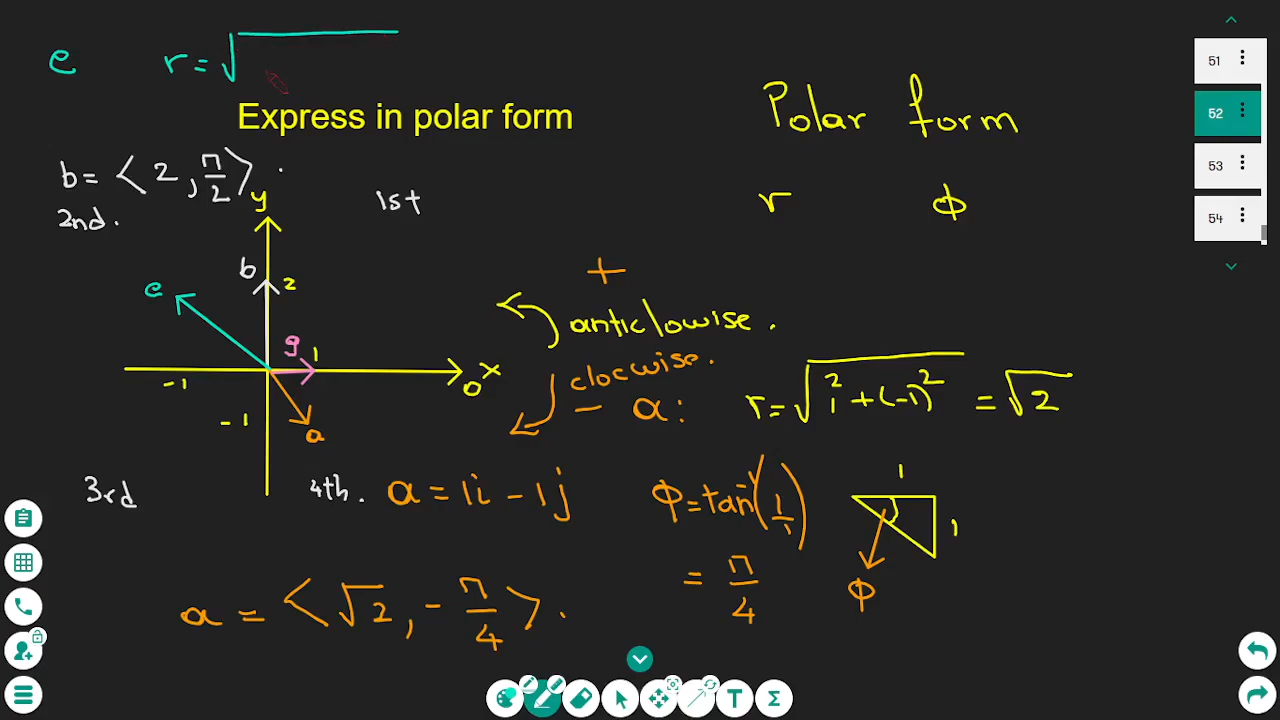 e r = √
Express in polar form
Polar form
b = ⟨2, π/2⟩.
2nd.
1st
r φ
y
b
2
e
g
1
-1
x
0
-1
a
+
anticlowise.
clocwise.
-
a: r = √(1² + (-1)²) = √2
3rd
4th.
a = 1i - 1j
φ = tan⁻¹(1/1)
= π/4
1
1
φ
a = ⟨√2, -π/4⟩.
51
52
53
54
T Σ